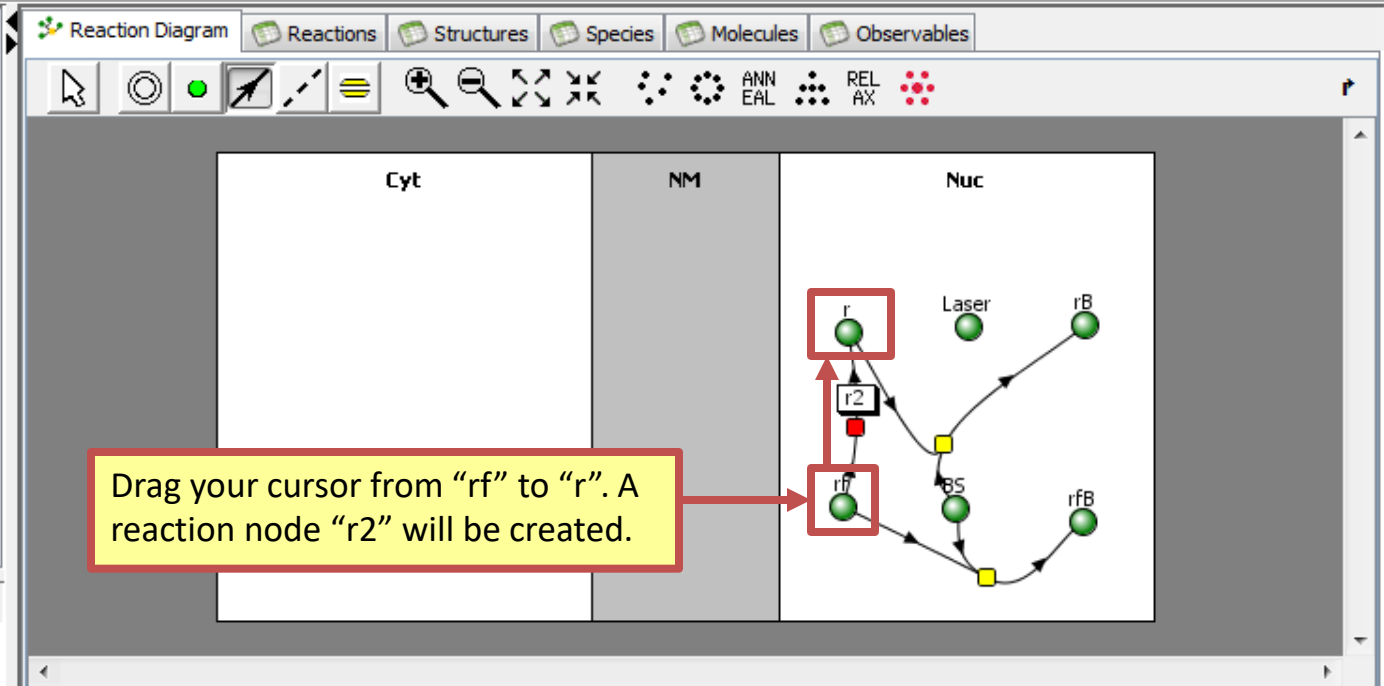 Reaction Diagram Reactions Structures Species Molecules Observables
ANN EAL
REL AX
Cyt NM Nuc
r Laser rB
r2
Drag your cursor from “rf” to “r”. A
reaction node “r2” will be created.
rf BS rfB